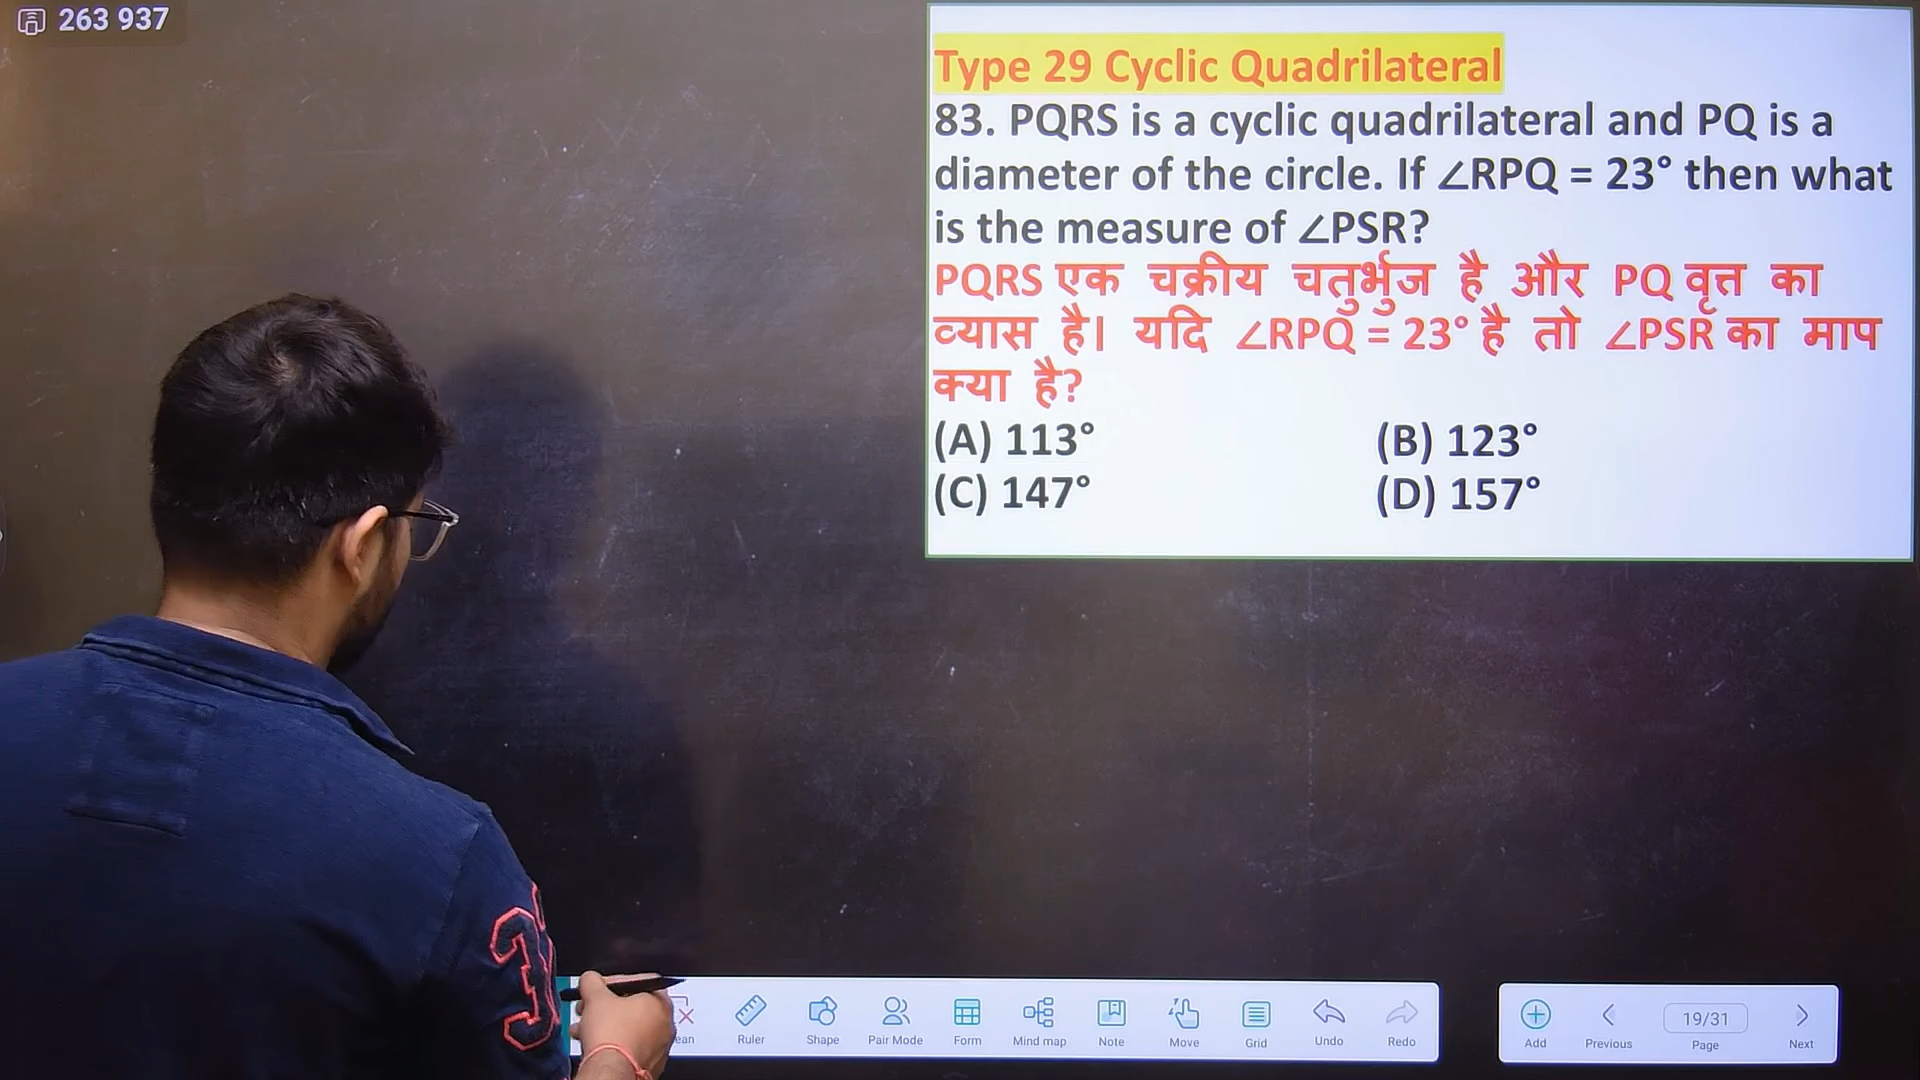 263 937
Type 29 Cyclic Quadrilateral
83. PQRS is a cyclic quadrilateral and PQ is a
diameter of the circle. If ∠RPQ = 23° then what
is the measure of ∠PSR?
PQRS एक चक्रीय चतुर्भुज है और PQ वृत्त का
व्यास है। यदि ∠RPQ = 23° है तो ∠PSR का माप
क्या है?
(A) 113° (B) 123°
(C) 147° (D) 157°
Ruler Shape Pair Mode Form Mind map Note Move Grid Undo Redo
Add Previous 19/31 Page Next